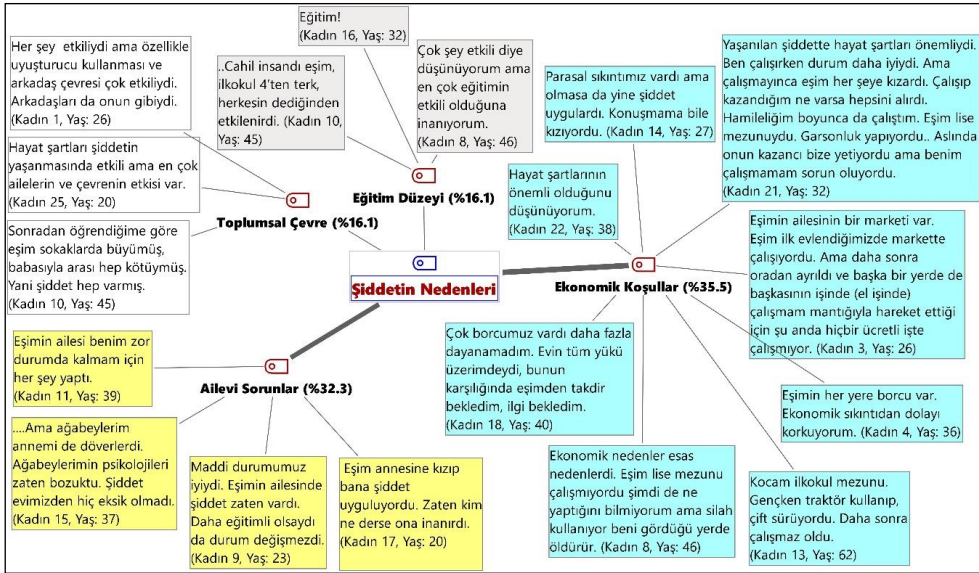 Her şey  etkiliydi ama özellikle
uyuşturucu kullanması ve
arkadaş çevresi çok etkiliydi.
Arkadaşları da onun gibiydi.
(Kadın 1, Yaş: 26)
Hayat şartları şiddetin
yaşanmasında etkili ama en çok
ailelerin ve çevrenin etkisi var.
(Kadın 25, Yaş: 20)
Sonradan öğrendiğime göre
eşim sokaklarda büyümüş,
babasıyla arası hep kötüymüş.
Yani şiddet hep varmış.
(Kadın 10, Yaş: 45)
Toplumsal Çevre (%16.1)
Eğitim!
(Kadın 16, Yaş: 32)
..Cahil insandı eşim,
ilkokul 4'ten terk,
herkesin dediğinden
etkilenirdi. (Kadın 10,
Yaş: 45)
Çok şey etkili diye
düşünüyorum ama
en çok eğitimin
etkili olduğuna
inanıyorum.
(Kadın 8, Yaş: 46)
Eğitim Düzeyi (%16.1)
Şiddetin Nedenleri
Parasal sıkıntımız vardı ama
olmasa da yine şiddet
uygulardı. Konuşmama bile
kızıyordu. (Kadın 14, Yaş: 27)
Yaşanılan şiddette hayat şartları önemliydi.
Ben çalışırken durum daha iyiydi. Ama
çalışmayınca eşim her şeye kızardı. Çalışıp
kazandığım ne varsa hepsini alırdı.
Hamileliğim boyunca da çalıştım. Eşim lise
mezunuydu. Garsonluk yapıyordu.. Aslında
onun kazancı bize yetiyordu ama benim
çalışmamam sorun oluyordu.
(Kadın 21, Yaş: 32)
Hayat şartlarının
önemli olduğunu
düşünüyorum.
(Kadın 22, Yaş: 38)
Ekonomik Koşullar (%35.5)
Eşimin ailesinin bir marketi var.
Eşim ilk evlendiğimizde markette
çalışıyordu. Ama daha sonra
oradan ayrıldı ve başka bir yerde de
başkasının işinde (el işinde)
çalışmam mantığıyla hareket ettiği
için şu anda hiçbir ücretli işte
çalışmıyor. (Kadın 3, Yaş: 26)
Çok borcumuz vardı daha fazla
dayanamadım. Evin tüm yükü
üzerimdeydi, bunun
karşılığında eşimden takdir
bekledim, ilgi bekledim.
(Kadın 18, Yaş: 40)
Eşimin her yere borcu var.
Ekonomik sıkıntıdan dolayı
korkuyorum. (Kadın 4, Yaş: 36)
Ekonomik nedenler esas
nedenlerdi. Eşim lise mezunu
çalışmıyordu şimdi de ne
yaptığını bilmiyorum ama silah
kullanıyor beni gördüğü yerde
öldürür. (Kadın 8, Yaş: 46)
Kocam ilkokul mezunu.
Gençken traktör kullanıp,
çift sürüyordu. Daha sonra
çalışmaz oldu.
(Kadın 13, Yaş: 62)
Ailevi Sorunlar (%32.3)
Eşimin ailesi benim zor
durumda kalmam için
her şey yaptı.
(Kadın 11, Yaş: 39)
....Ama ağabeylerim
annemi de döverlerdi.
Ağabeylerimin psikolojileri
zaten bozuktu. Şiddet
evimizden hiç eksik olmadı.
(Kadın 15, Yaş: 37)
Maddi durumumuz
iyiydi. Eşimin ailesinde
şiddet zaten vardı.
Daha eğitimli olsaydı
da durum değişmezdi.
(Kadın 9, Yaş: 23)
Eşim annesine kızıp
bana şiddet
uyguluyordu. Zaten kim
ne derse ona inanırdı.
(Kadın 17, Yaş: 20)